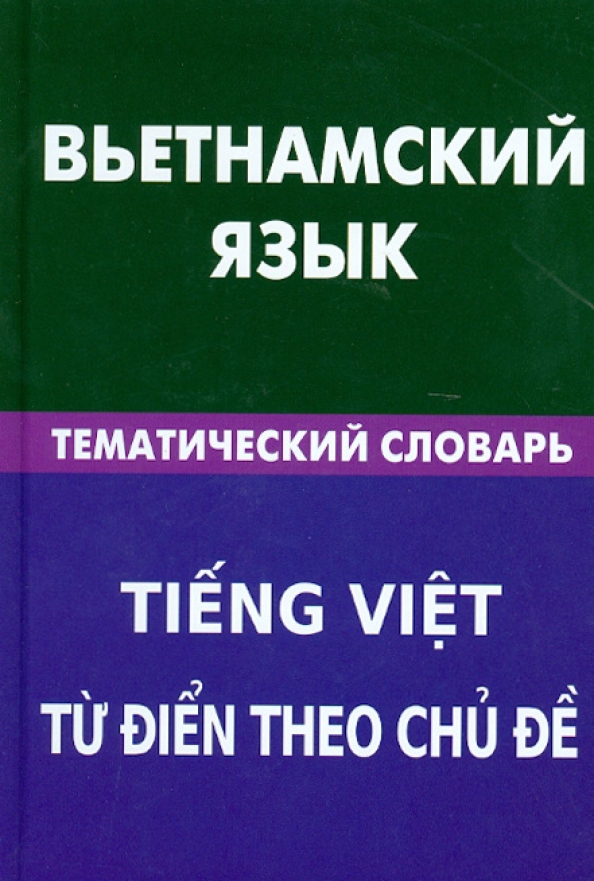 ВЬЕТНАМСКИЙ
ЯЗЫК
ТЕМАТИЧЕСКИЙ СЛОВАРЬ
TIẾNG VIỆT
TỪ ĐIỂN THEO CHỦ ĐỀ